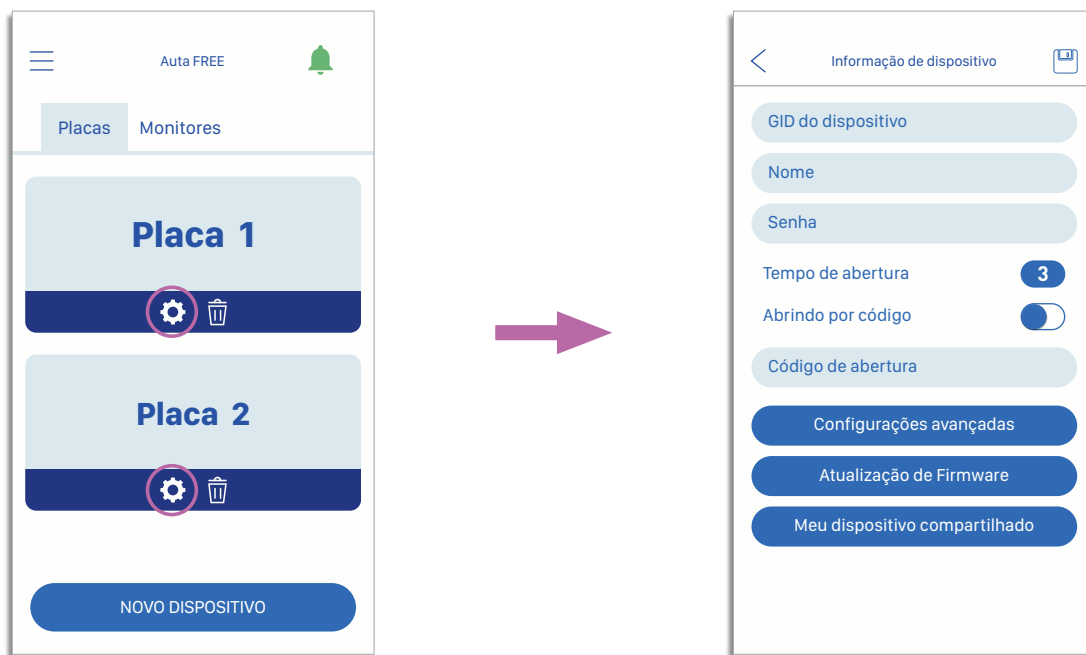 Auta FREE
Placas Monitores
Placa 1
Placa 2
NOVO DISPOSITIVO
Informação de dispositivo
GID do dispositivo
Nome
Senha
Tempo de abertura 3
Abrindo por código
Código de abertura
Configurações avançadas
Atualização de Firmware
Meu dispositivo compartilhado